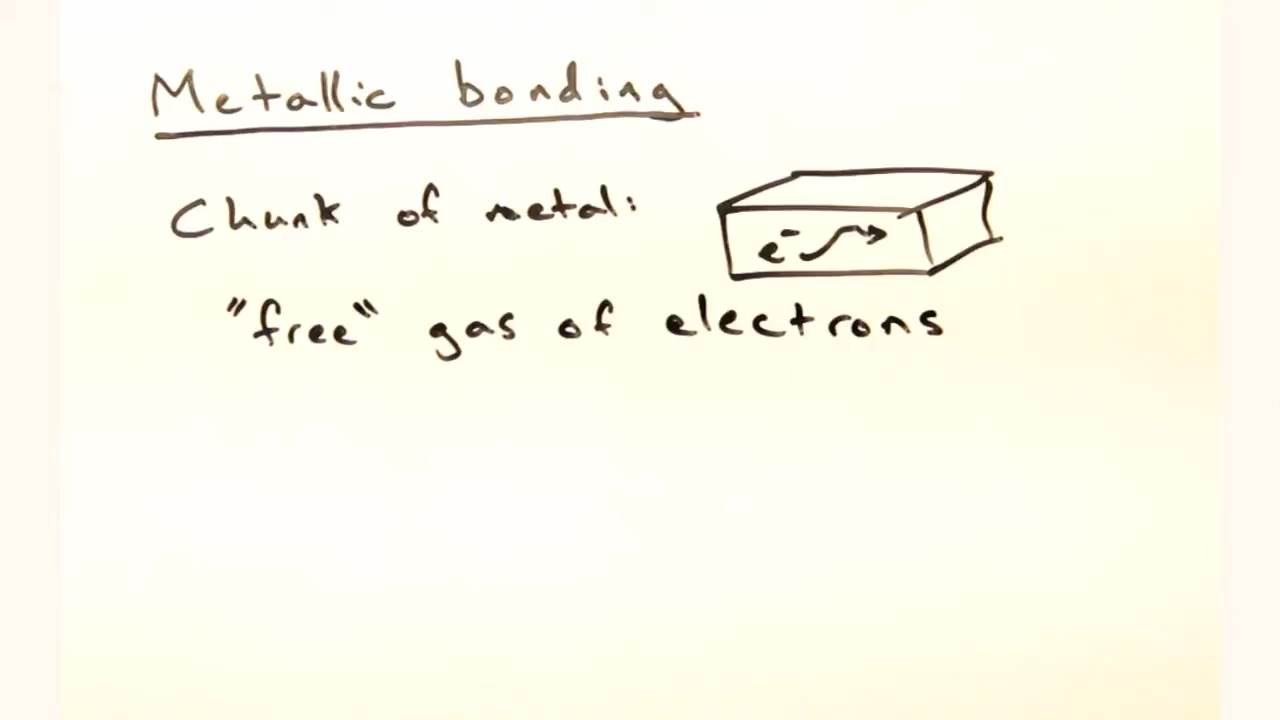 Metallic bonding
Chunk of metal:
e⁻
"free" gas of electrons